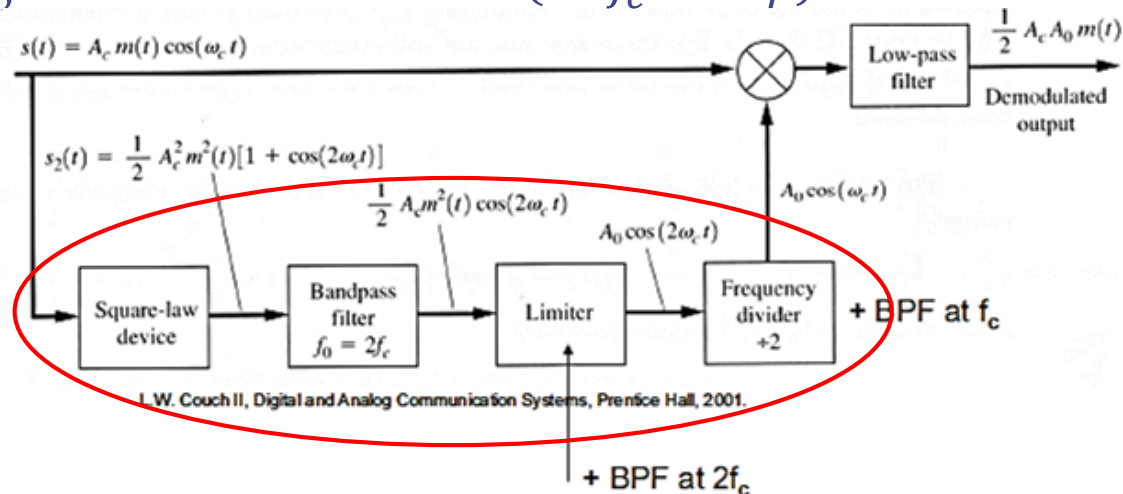 s(t) = A_c m(t) cos(ω_c t)
1/2 A_c A_0 m(t)
Low-pass
filter
Demodulated
output
s_2(t) = 1/2 A_c^2 m^2(t)[1 + cos(2ω_c t)]
1/2 A_c m^2(t) cos(2ω_c t)
A_0 cos(ω_c t)
A_0 cos(2ω_c t)
Square-law
device
Bandpass
filter
f_0 = 2f_c
Limiter
Frequency
divider
÷2
+ BPF at f_c
L.W. Couch II, Digital and Analog Communication Systems, Prentice Hall, 2001.
+ BPF at 2f_c